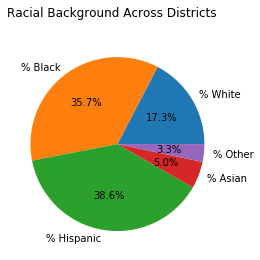 Racial Background Across Districts
% Black
% White
35.7%
17.3%
3.3%
% Other
5.0%
% Asian
38.6%
% Hispanic